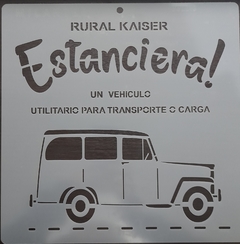 RURAL KAISER
Estanciera!
UN VEHICULO
UTILITARIO PARA TRANSPORTE O CARGA